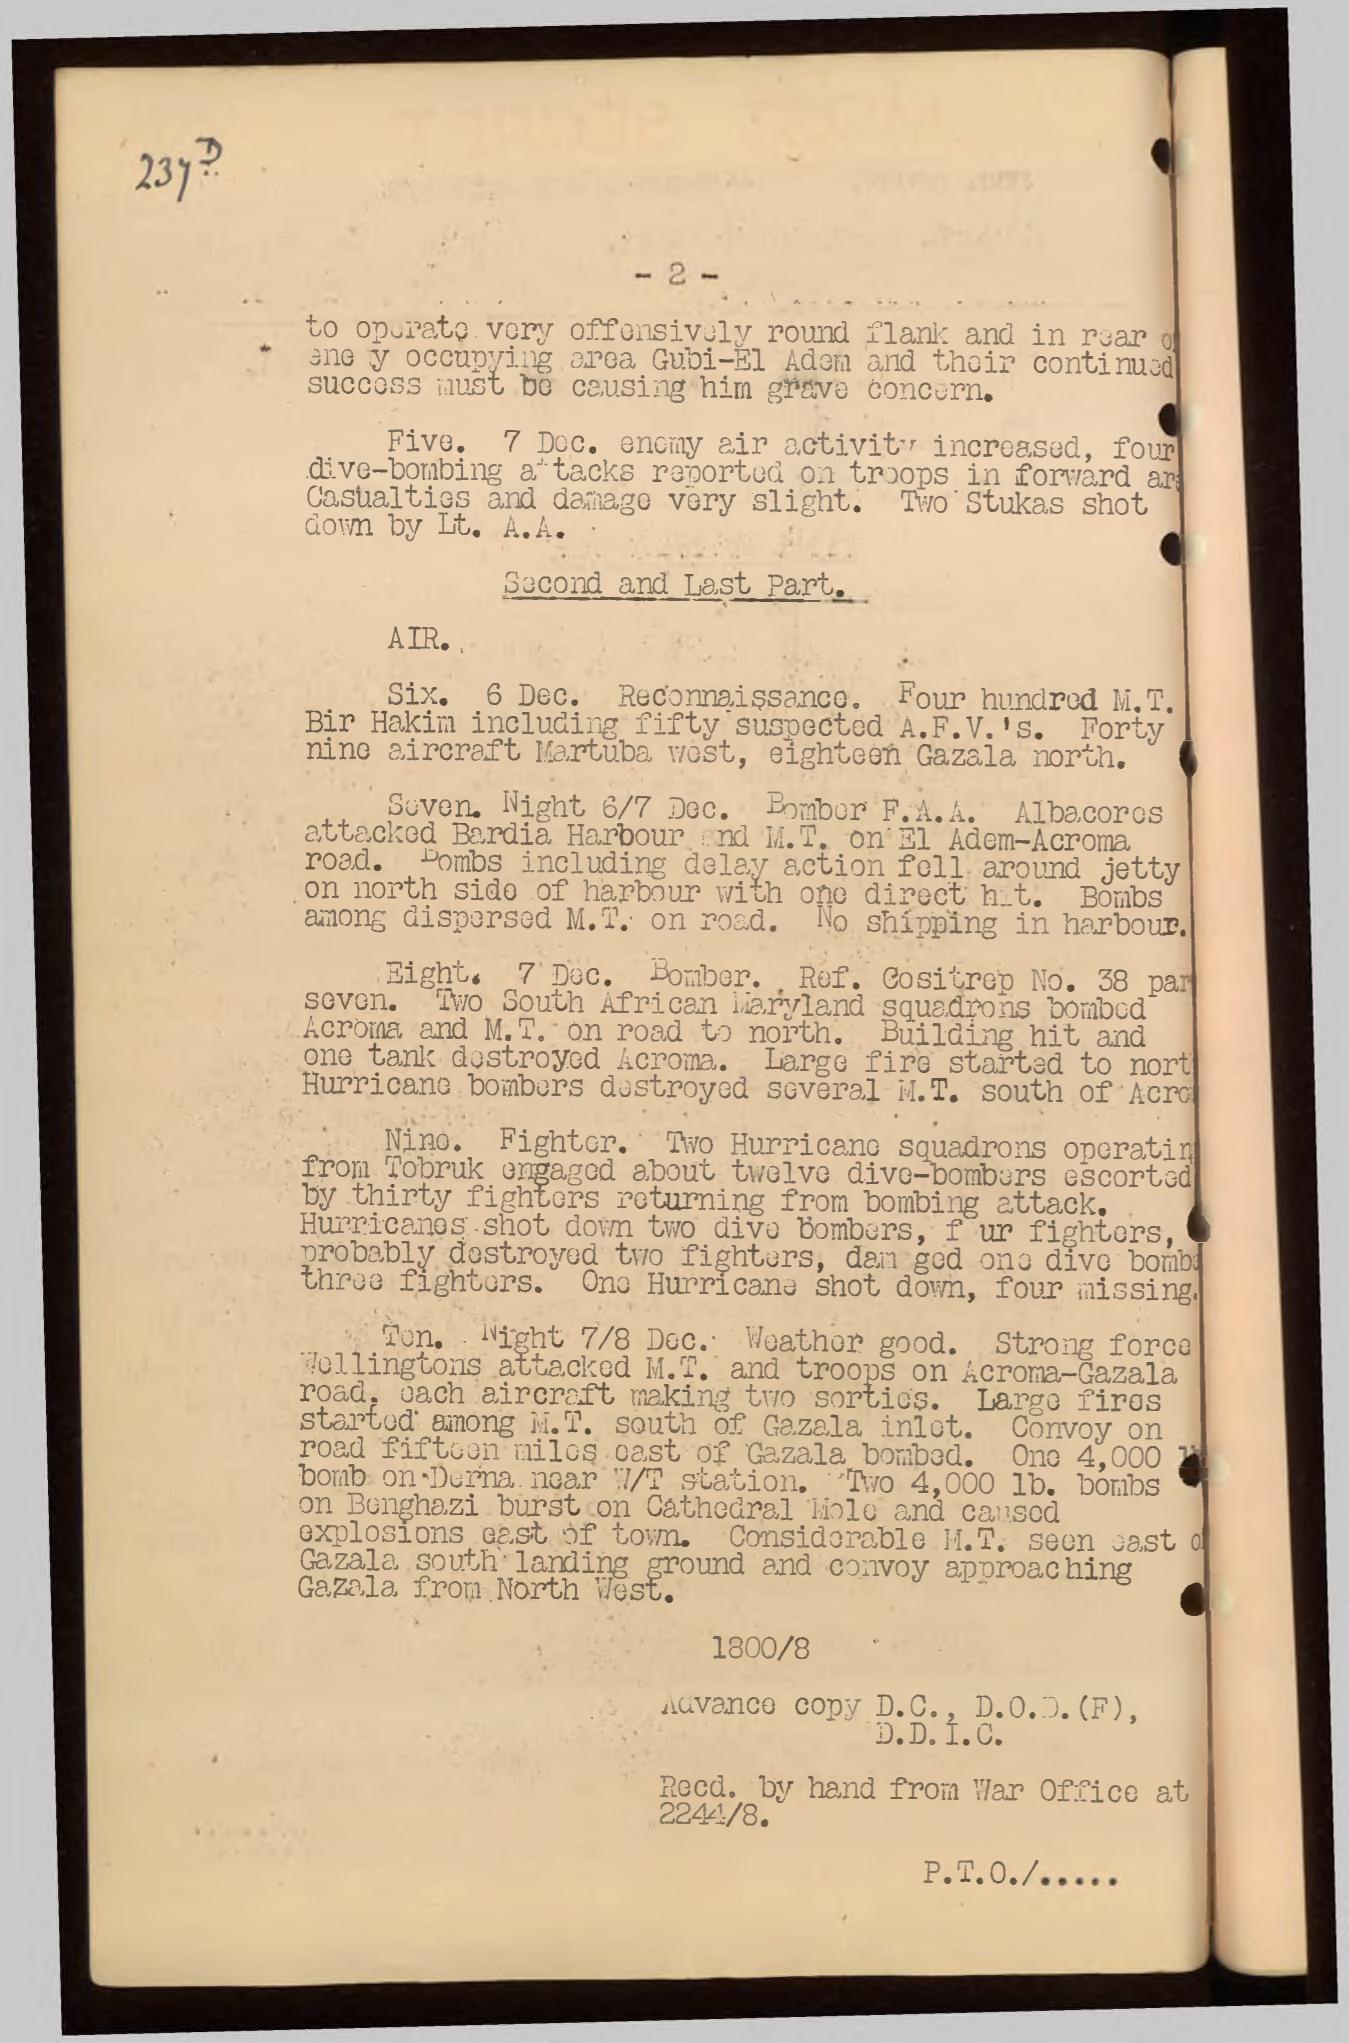 237D
- 2 -
to operate very offensively round flank and in rear
ene y occupying area Gubi-El Adem and their continued
success must be causing him grave concern.
Five. 7 Dec. enemy air activity increased, four
dive-bombing attacks reported on troops in forward
Casualties and damage very slight. Two Stukas shot
down by Lt. A.A.
Second and Last Part.
AIR.
Six. 6 Dec. Reconnaissance. Four hundred M.T.
Bir Hakim including fifty suspected A.F.V.'s. Forty
nine aircraft Martuba west, eighteen Gazala north.
Seven. Night 6/7 Dec. Bomber F.A.A. Albacores
attacked Bardia Harbour and M.T. on El Adem-Acroma
road. Bombs including delay action fell around jetty
on north side of harbour with one direct hit. Bombs
among dispersed M.T. on road. No shipping in harbour.
Eight. 7 Dec. Bomber. Ref. Cositrep No. 38 par
seven. Two South African Maryland squadrons bombed
Acroma and M.T. on road to north. Building hit and
one tank destroyed Acroma. Large fire started to nort
Hurricane bombers destroyed several M.T. south of Acro
Nine. Fighter. Two Hurricane squadrons operatin
from Tobruk engaged about twelve dive-bombers escorted
by thirty fighters returning from bombing attack.
Hurricanes shot down two dive bombers, f ur fighters,
probably destroyed two fighters, dam ged one dive bomb
three fighters. One Hurricane shot down, four missing.
Ten. Night 7/8 Dec. Weather good. Strong force
Wellingtons attacked M.T. and troops on Acroma-Gazala
road, each aircraft making two sorties. Large fires
started among M.T. south of Gazala inlet. Convoy on
road fifteen miles east of Gazala bombed. One 4,000
bomb on Derna near W/T station. Two 4,000 lb. bombs
on Benghazi burst on Cathedral Mole and caused
explosions east of town. Considerable M.T. seen east
Gazala south landing ground and convoy approaching
Gazala from North West.
1800/8
Advance copy D.C., D.O.D.(F),
D.D.I.C.
Recd. by hand from War Office at
2244/8.
P.T.O./.....